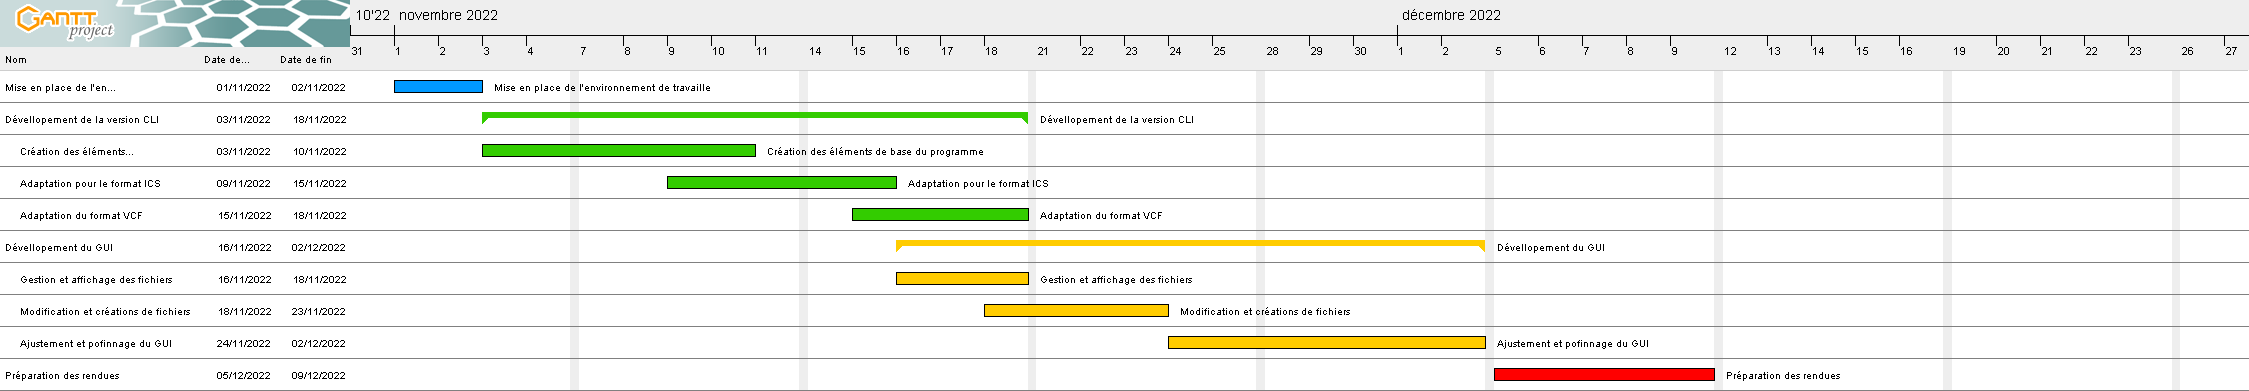 GANTT
project
10'22 novembre 2022 décembre 2022
31 1 2 3 4 7 8 9 10 11 14 15 16 17 18 21 22 23 24 25 28 29 30 1 2 5 6 7 8 9 12 13 14 15 16 19 20 21 22 23 26 27
Nom Date de... Date de fin
Mise en place de l'en... 01/11/2022 02/11/2022 Mise en place de l'environnement de travaille
Dévellopement de la version CLI 03/11/2022 18/11/2022 Dévellopement de la version CLI
Création des éléments... 03/11/2022 10/11/2022 Création des éléments de base du programme
Adaptation pour le format ICS 09/11/2022 15/11/2022 Adaptation pour le format ICS
Adaptation du format VCF 15/11/2022 18/11/2022 Adaptation du format VCF
Dévellopement du GUI 16/11/2022 02/12/2022 Dévellopement du GUI
Gestion et affichage des fichiers 16/11/2022 18/11/2022 Gestion et affichage des fichiers
Modification et créations de fichiers 18/11/2022 23/11/2022 Modification et créations de fichiers
Ajustement et pofinnage du GUI 24/11/2022 02/12/2022 Ajustement et pofinnage du GUI
Préparation des rendues 05/12/2022 09/12/2022 Préparation des rendues